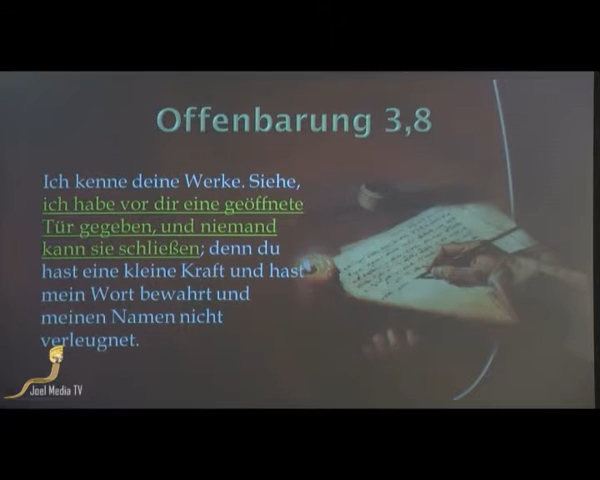 Offenbarung 3,8
Ich kenne deine Werke. Siehe,
ich habe vor dir eine geöffnete
Tür gegeben, und niemand
kann sie schließen; denn du
hast eine kleine Kraft und hast
mein Wort bewahrt und
meinen Namen nicht
verleugnet.
Joel Media TV